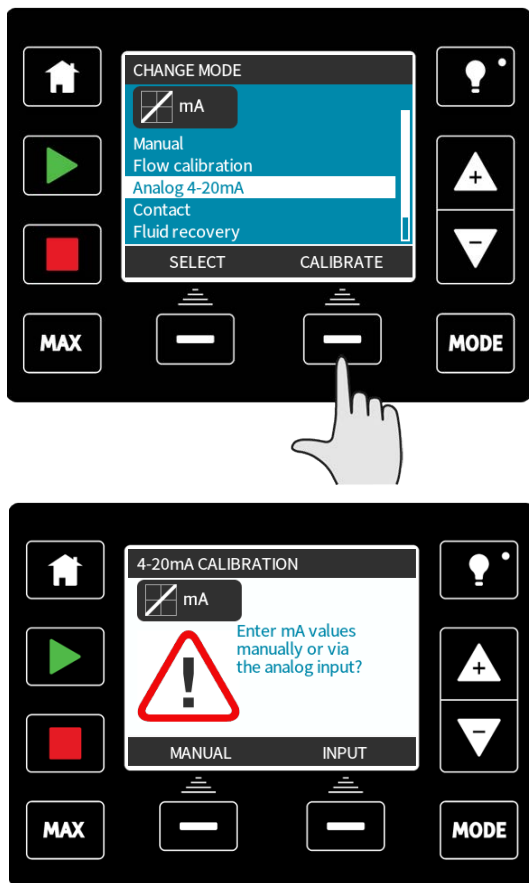 CHANGE MODE
mA
Manual
Flow calibration
Analog 4-20mA
Contact
Fluid recovery
SELECT CALIBRATE
MAX
MODE
4-20mA CALIBRATION
mA
Enter mA values
manually or via
the analog input?
!
MANUAL INPUT
MAX
MODE